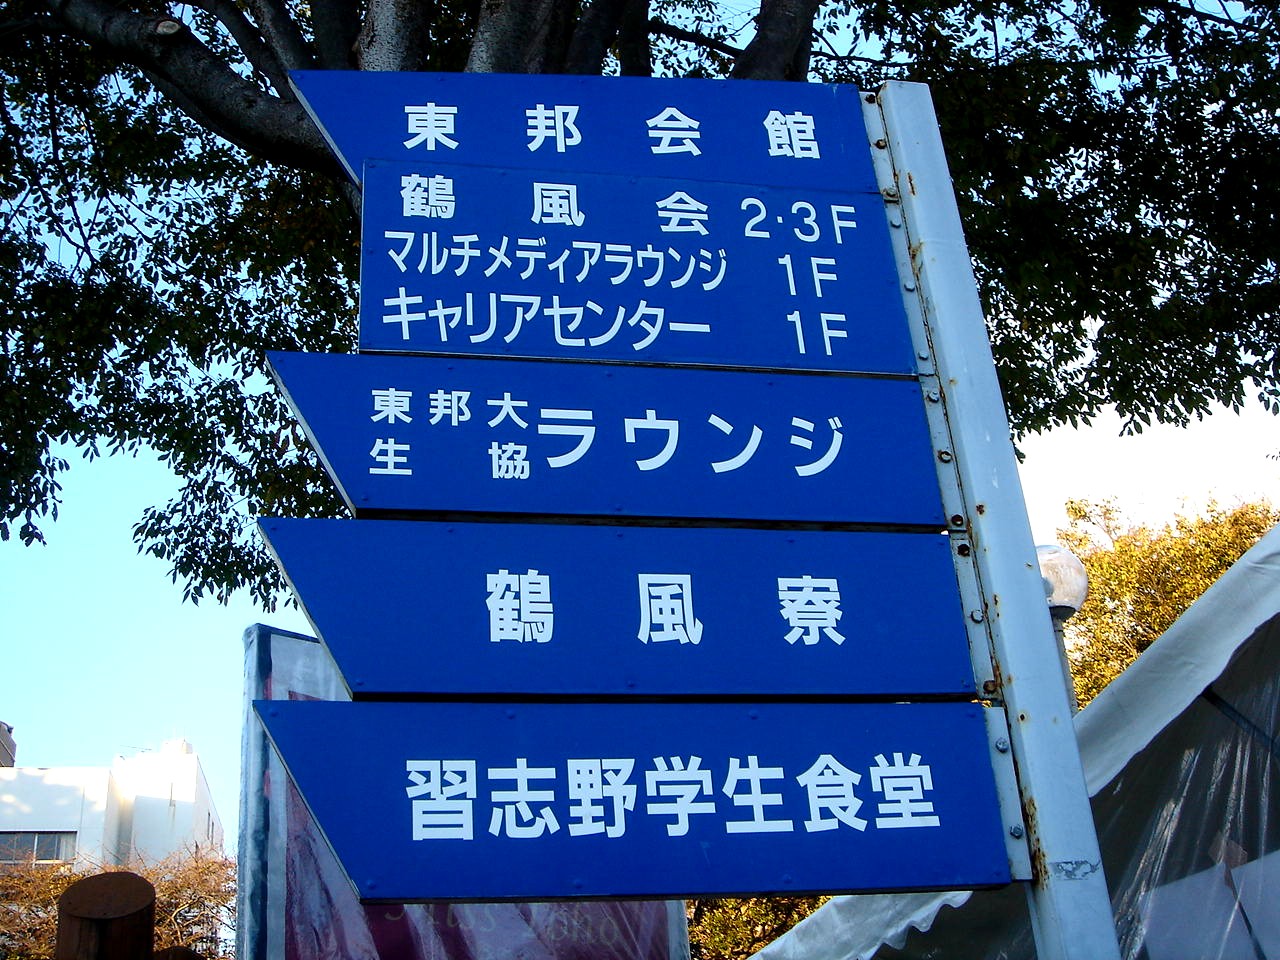 東邦会館
鶴風会 2・3F
マルチメディアラウンジ 1F
キャリアセンター 1F
東邦大
生協 ラウンジ
鶴風寮
習志野学生食堂
Miss Toho